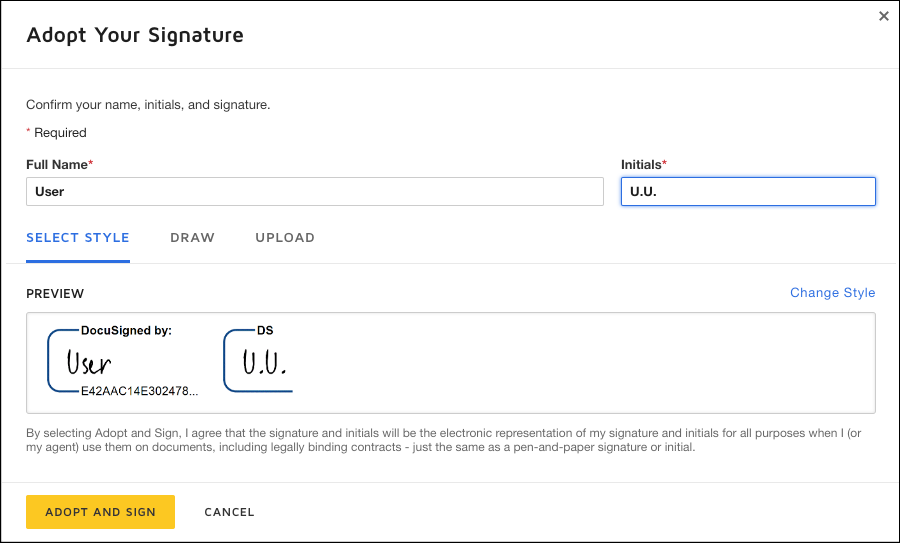 Adopt Your Signature
×
Confirm your name, initials, and signature.
* Required
Full Name*
Initials*
User
U.U.
SELECT STYLE
DRAW
UPLOAD
PREVIEW
Change Style
DocuSigned by:
User
E42AAC14E302478...
DS
U.U.
By selecting Adopt and Sign, I agree that the signature and initials will be the electronic representation of my signature and initials for all purposes when I (or
my agent) use them on documents, including legally binding contracts - just the same as a pen-and-paper signature or initial.
ADOPT AND SIGN
CANCEL